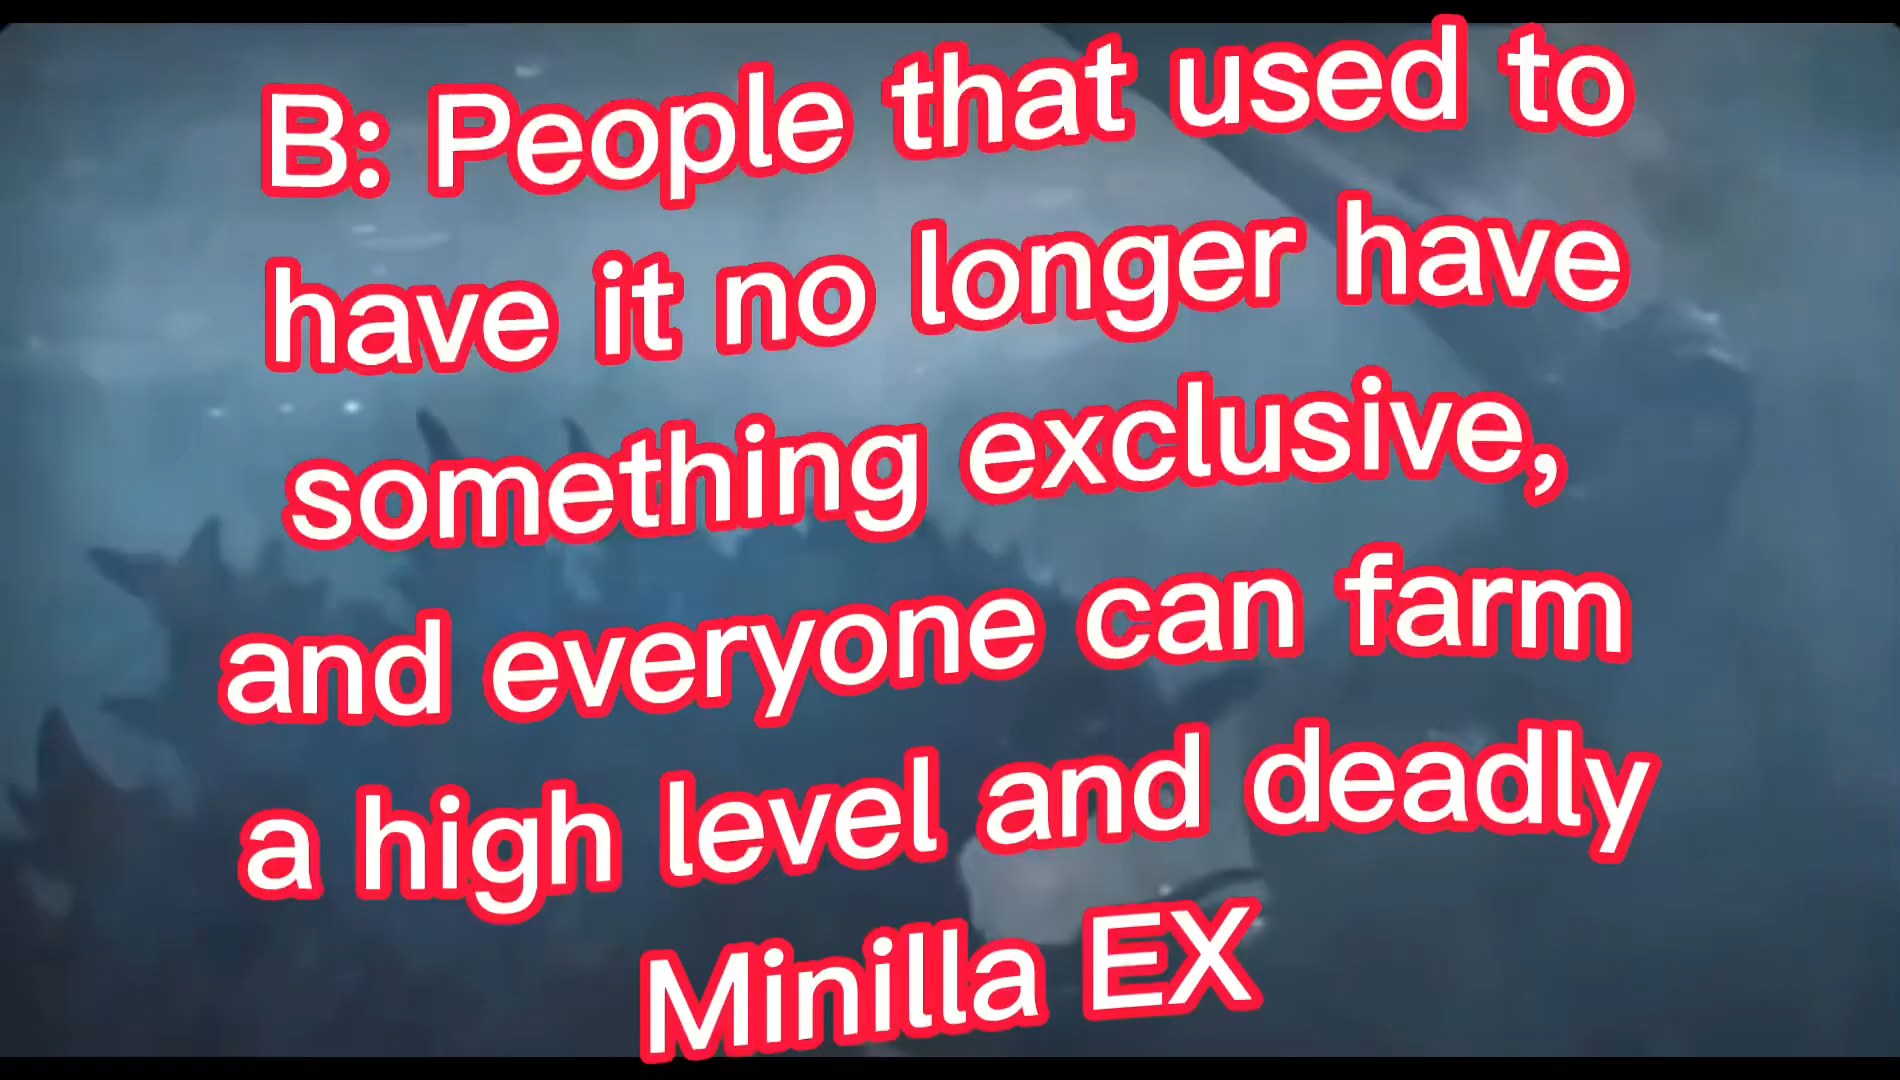 B: People that used to
have it no longer have
something exclusive,
and everyone can farm
a high level and deadly
Minilla EX